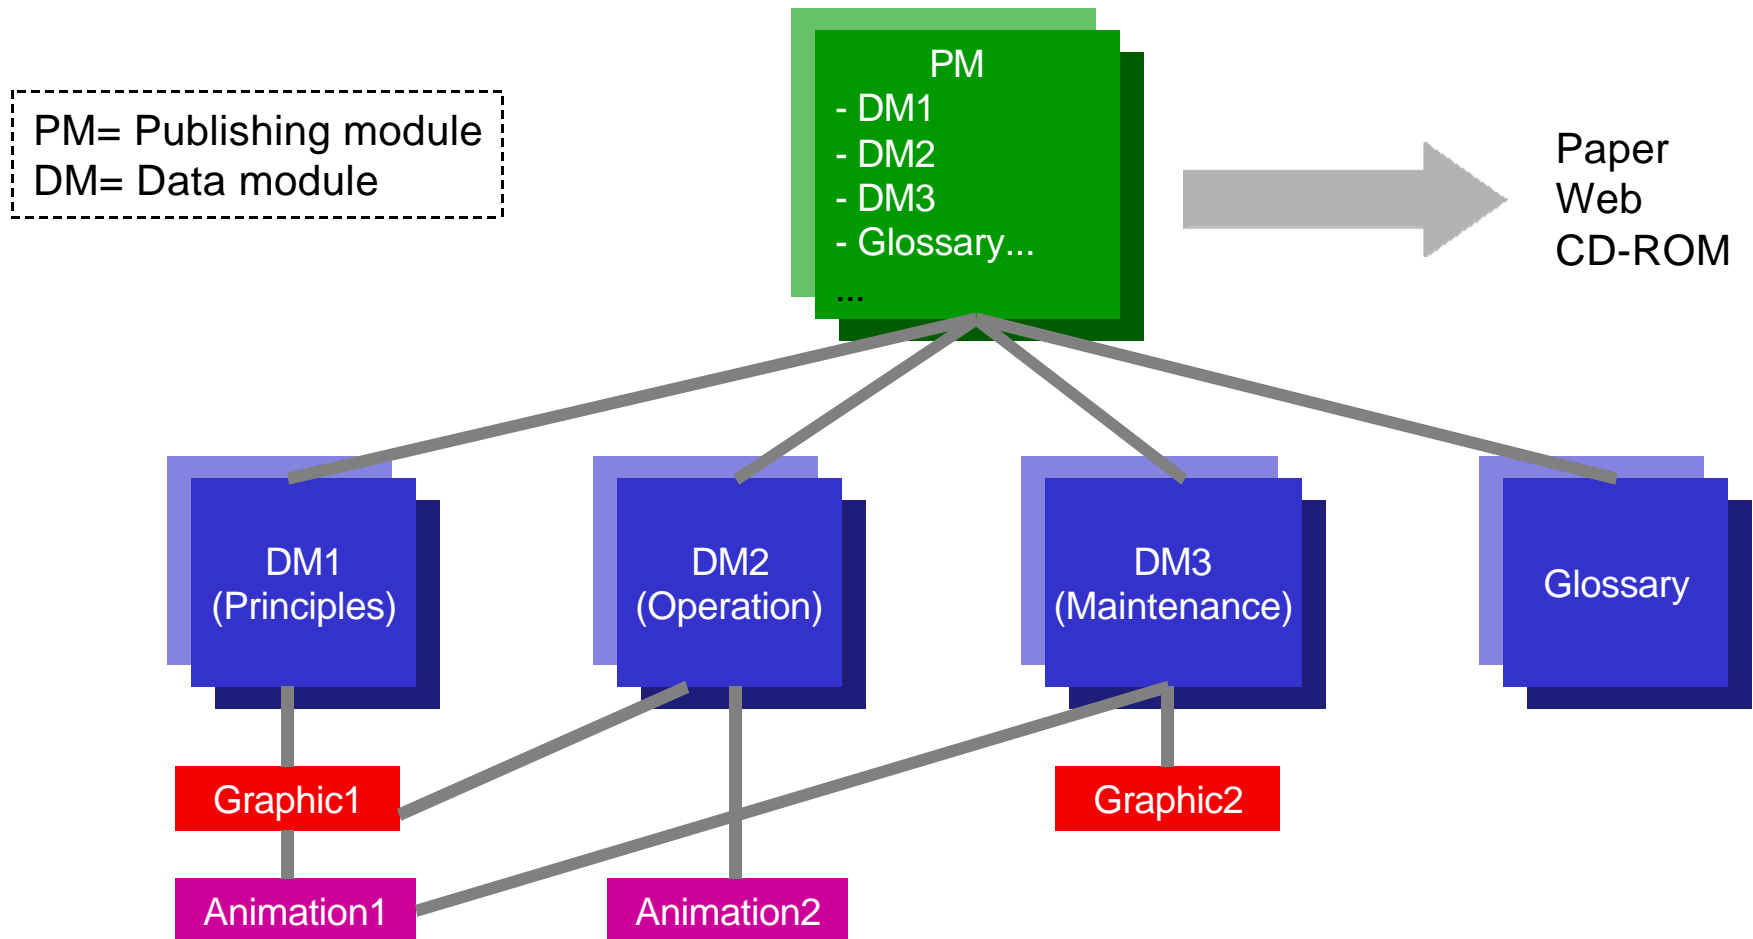 PM
- DM1
- DM2
- DM3
- Glossary...
...
PM= Publishing module
DM= Data module
Paper
Web
CD-ROM
DM1
(Principles)
DM2
(Operation)
DM3
(Maintenance)
Glossary
Graphic1
Graphic2
Animation1
Animation2